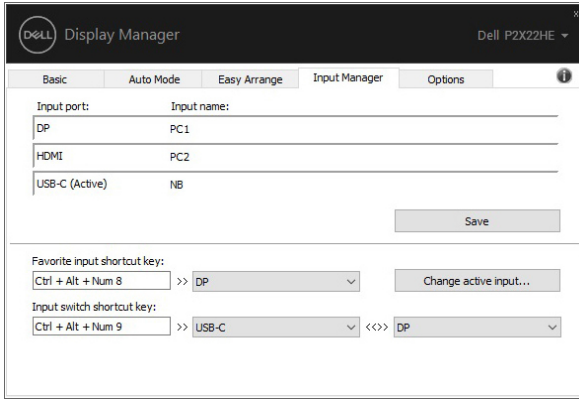 DELL Display Manager Dell P2X22HE
Basic Auto Mode Easy Arrange Input Manager Options
Input port: Input name:
DP PC1
HDMI PC2
USB-C (Active) NB
Save
Favorite input shortcut key:
Ctrl + Alt + Num 8 >> DP Change active input...
Input switch shortcut key:
Ctrl + Alt + Num 9 >> USB-C <<>> DP